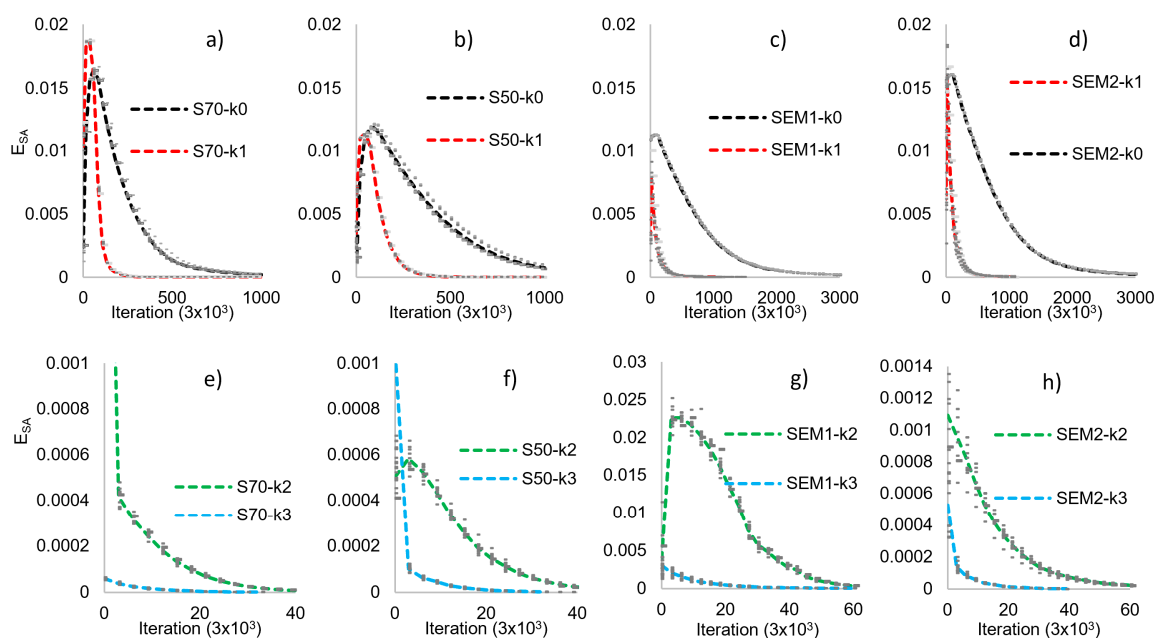 a)
0.02
0.015
0.01
0.005
0
E_SA
S70-k0
S70-k1
0 500 1000
Iteration (3x10³)
b)
0.02
0.015
0.01
0.005
0
S50-k0
S50-k1
0 500 1000
Iteration (3x10³)
c)
0.02
0.015
0.01
0.005
0
SEM1-k0
SEM1-k1
0 1000 2000 3000
Iteration (3x10³)
d)
0.02
0.015
0.01
0.005
0
SEM2-k1
SEM2-k0
0 1000 2000 3000
Iteration (3x10³)
e)
0.001
0.0008
0.0006
0.0004
0.0002
0
E_SA
S70-k2
S70-k3
0 20 40
Iteration (3x10³)
f)
0.001
0.0008
0.0006
0.0004
0.0002
0
S50-k2
S50-k3
0 20 40
Iteration (3x10³)
g)
0.03
0.025
0.02
0.015
0.01
0.005
0
SEM1-k2
SEM1-k3
0 20 40 60
Iteration (3x10³)
h)
0.0014
0.0012
0.001
0.0008
0.0006
0.0004
0.0002
0
SEM2-k2
SEM2-k3
0 20 40 60
Iteration (3x10³)